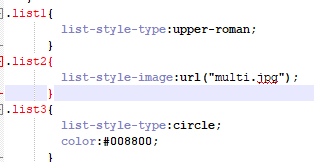 }
.list1{
list-style-type:upper-roman;
}
.list2{
list-style-image:url("multi.jpg");
}
.list3{
list-style-type:circle;
color:#008800;
}